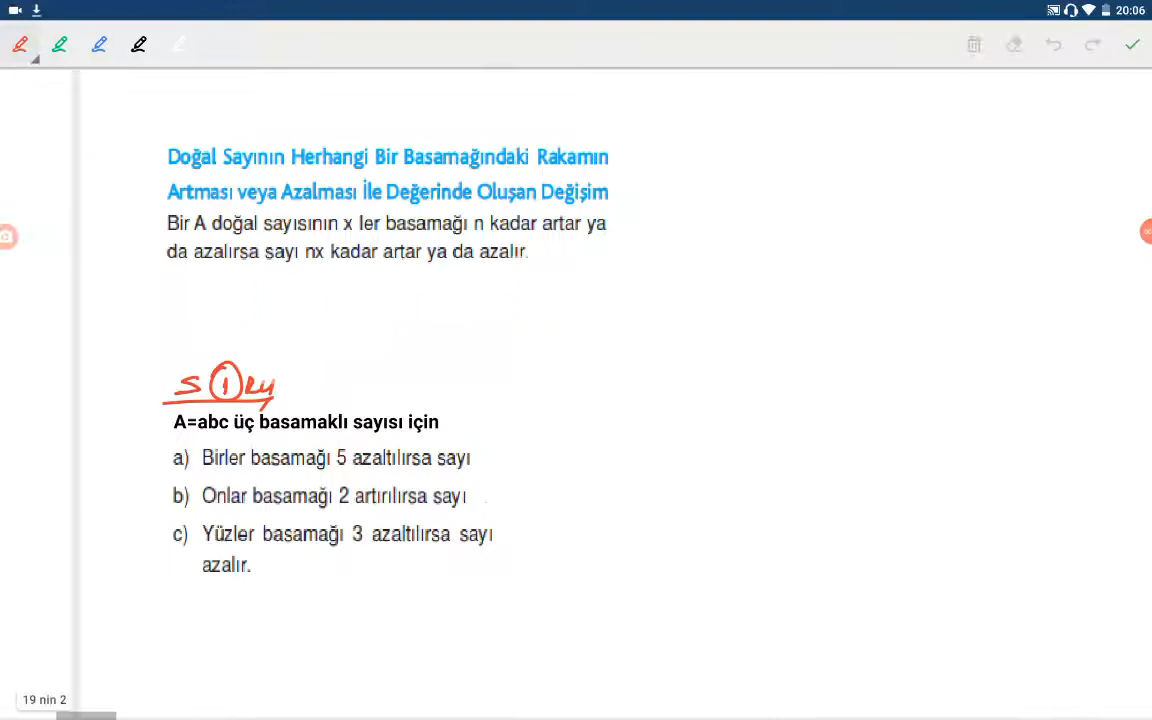 20:06
Doğal Sayının Herhangi Bir Basamağındaki Rakamın
Artması veya Azalması İle Değerinde Oluşan Değişim
Bir A doğal sayısının x ler basamağı n kadar artar ya
da azalırsa sayı nx kadar artar ya da azalır.
A=abc üç basamaklı sayısı için
a) Birler basamağı 5 azaltılırsa sayı
b) Onlar basamağı 2 artırılırsa sayı
c) Yüzler basamağı 3 azaltılırsa sayı
azalır.
19 nin 2